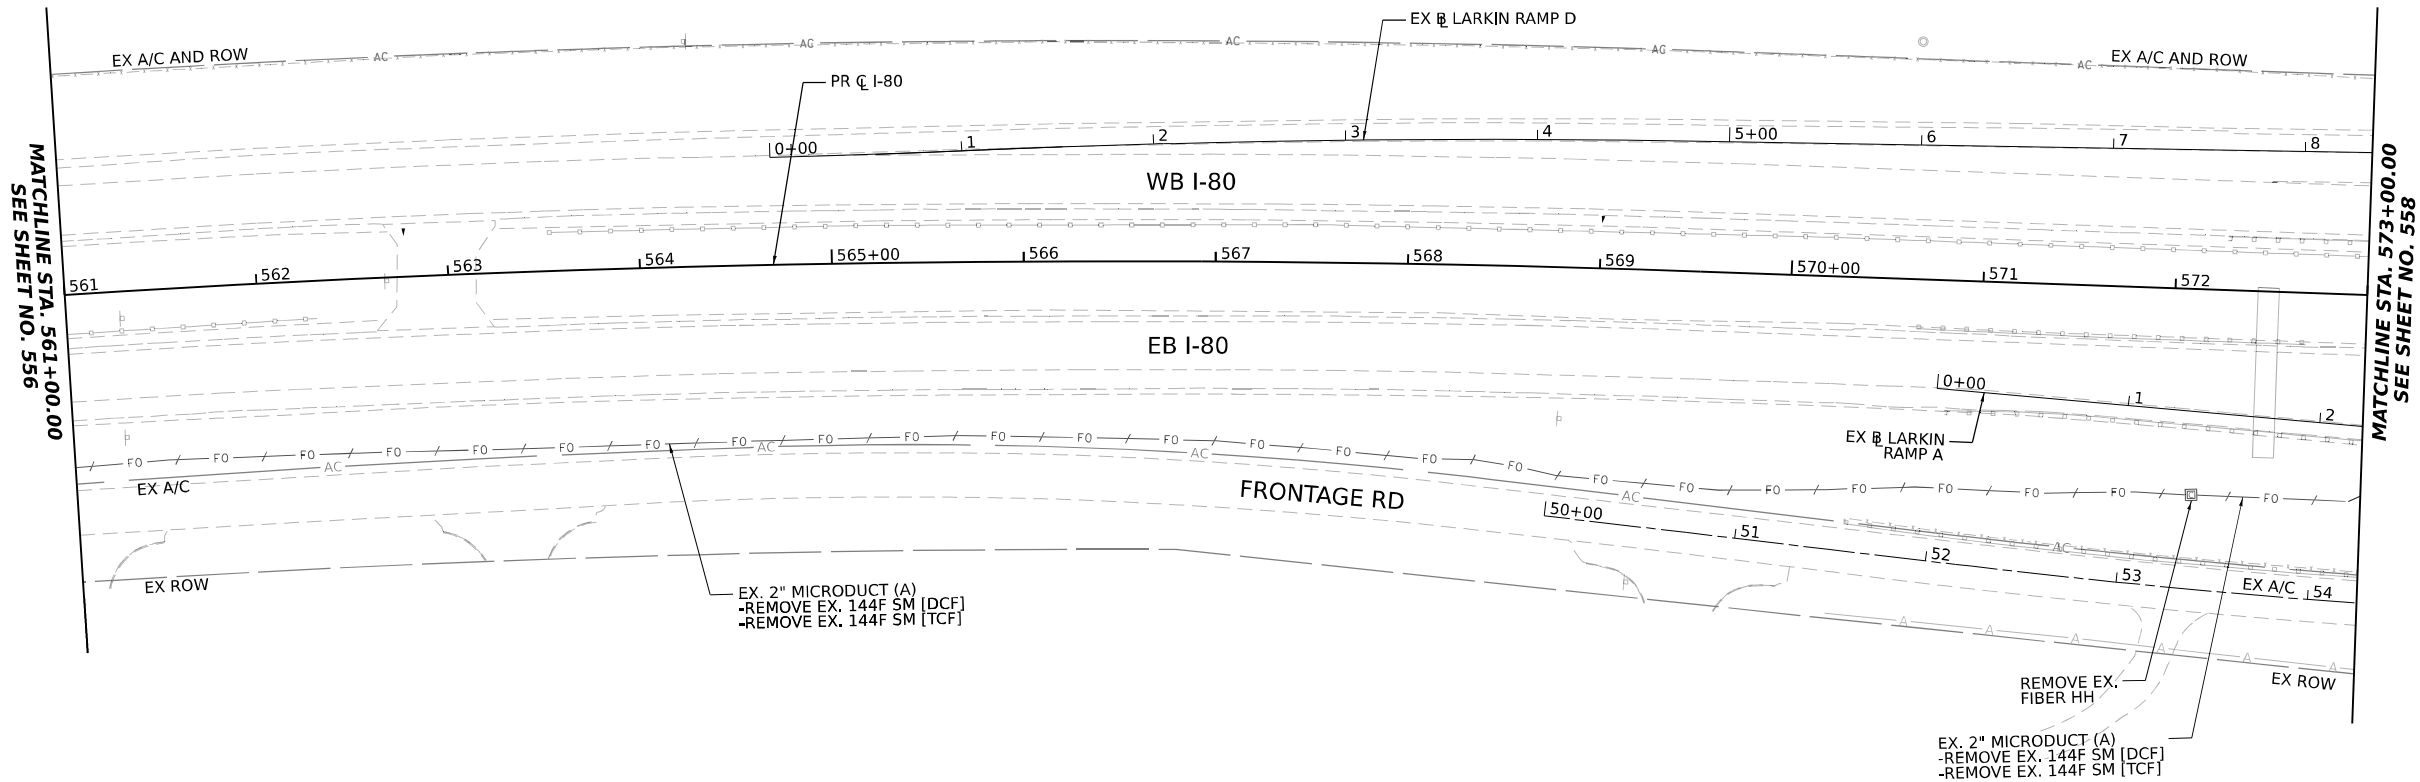 EX B LARKIN RAMP D
EX A/C AND ROW
AC
AC
AC
AC
AC
EX A/C AND ROW
PR CL I-80
0+00
1
2
3
4
5+00
6
7
8
WB I-80
MATCHLINE STA. 561+00.00
SEE SHEET NO. 556
MATCHLINE STA. 573+00.00
SEE SHEET NO. 558
561
562
563
564
565+00
566
567
568
569
570+00
571
572
EB I-80
0+00
1
2
EX B LARKIN
RAMP A
FO FO FO FO FO FO FO FO FO FO FO FO FO FO FO FO FO FO FO FO FO FO FO FO FO
AC
AC
AC
AC
AC
EX A/C
FRONTAGE RD
50+00
51
52
53
54
EX A/C
EX ROW
EX. 2" MICRODUCT (A)
-REMOVE EX. 144F SM [DCF]
-REMOVE EX. 144F SM [TCF]
A A A A A A
EX ROW
REMOVE EX.
FIBER HH
EX. 2" MICRODUCT (A)
-REMOVE EX. 144F SM [DCF]
-REMOVE EX. 144F SM [TCF]